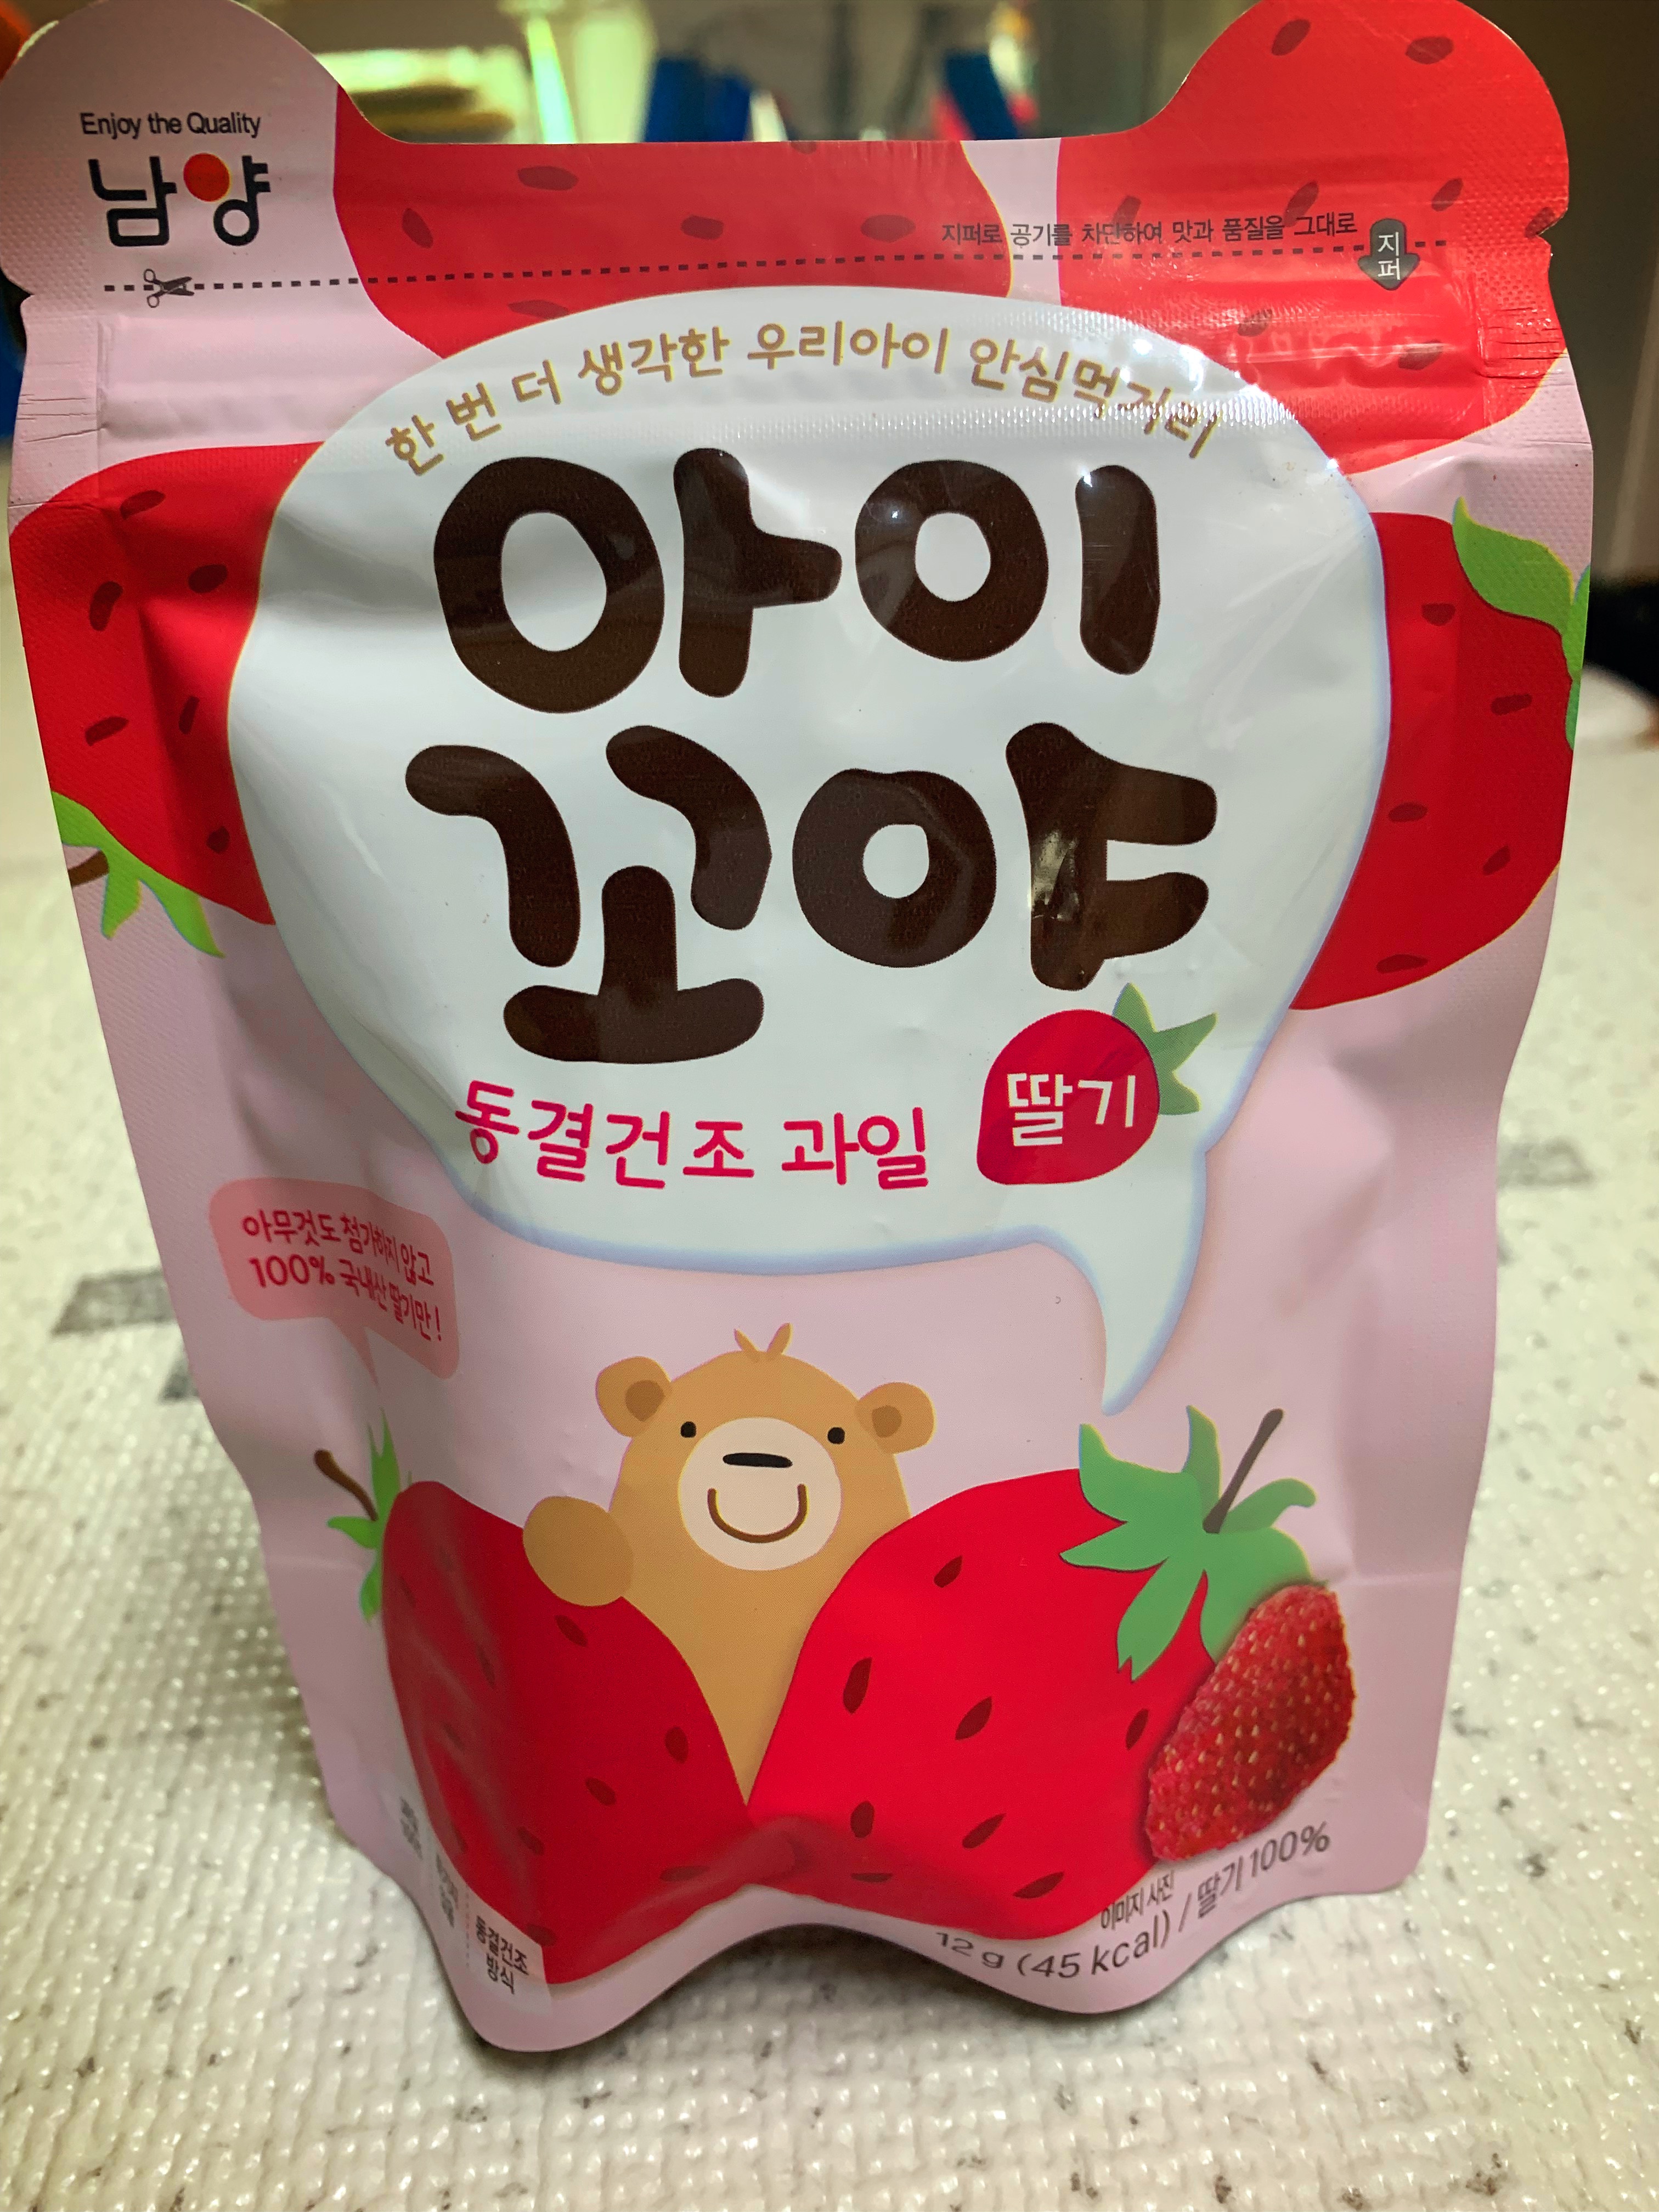 Enjoy the Quality
남양
지퍼로 공기를 차단하여 맛과 품질을 그대로
지퍼
한 번 더 생각한 우리아이 안심먹거리
아이
꼬야
동결건조 과일
딸기
아무것도 첨가하지 않고
100% 국내산 딸기만!
이미지 사진
12 g (45 kcal) / 딸기 100%
동결건조
방식